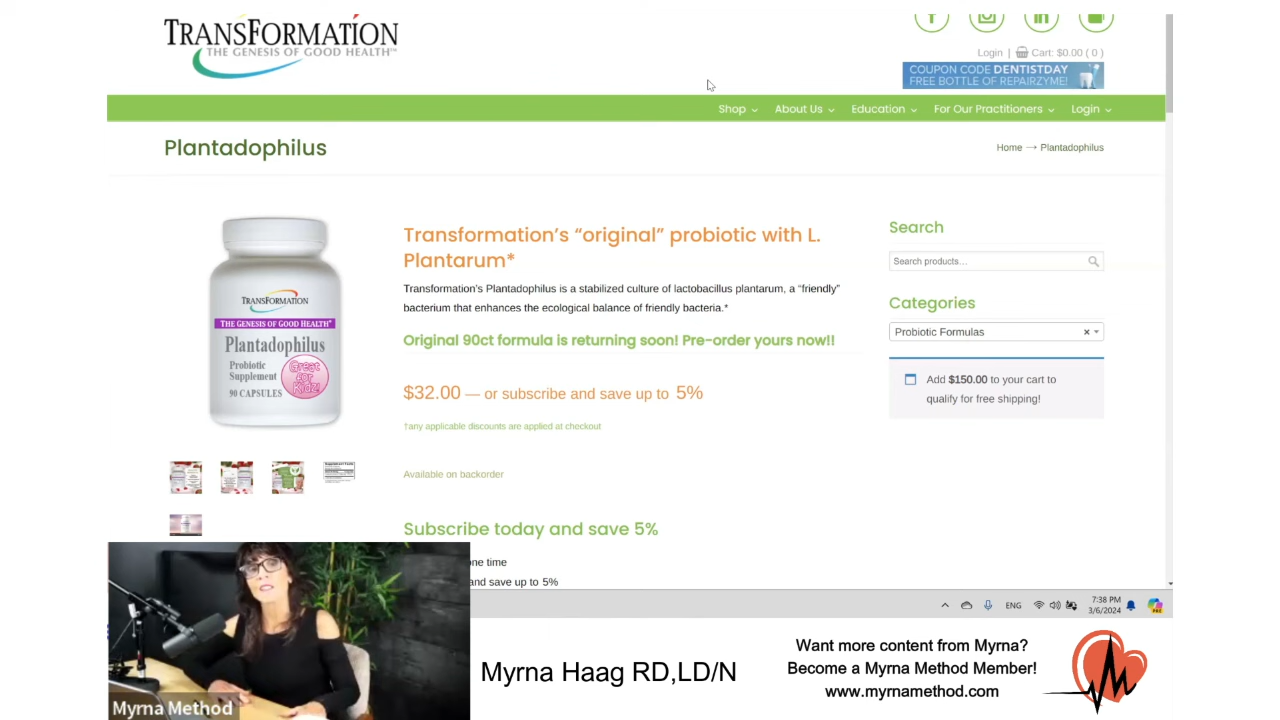 TRANSFORMATION
THE GENESIS OF GOOD HEALTH™
Login | Cart: $0.00 ( 0 )
COUPON CODE DENTISTDAY
FREE BOTTLE OF REPAIRZYME!
Shop About Us Education For Our Practitioners Login
Plantadophilus
Home → Plantadophilus
Transformation’s “original” probiotic with L.
Plantarum*
Transformation’s Plantadophilus is a stabilized culture of lactobacillus plantarum, a “friendly”
bacterium that enhances the ecological balance of friendly bacteria.*
Original 90ct formula is returning soon! Pre-order yours now!!
$32.00 — or subscribe and save up to 5%
†any applicable discounts are applied at checkout
Available on backorder
Subscribe today and save 5%
one time
and save up to 5%
Search
Search products…
Categories
Probiotic Formulas ×
Add $150.00 to your cart to
qualify for free shipping!
TRANSFORMATION
THE GENESIS OF GOOD HEALTH™
Plantadophilus
Probiotic
Supplement
90 CAPSULES
Great
for
Kidz!
ENG
7:38 PM
3/6/2024
PRE
Myrna Method
Myrna Haag RD,LD/N
Want more content from Myrna?
Become a Myrna Method Member!
www.myrnamethod.com